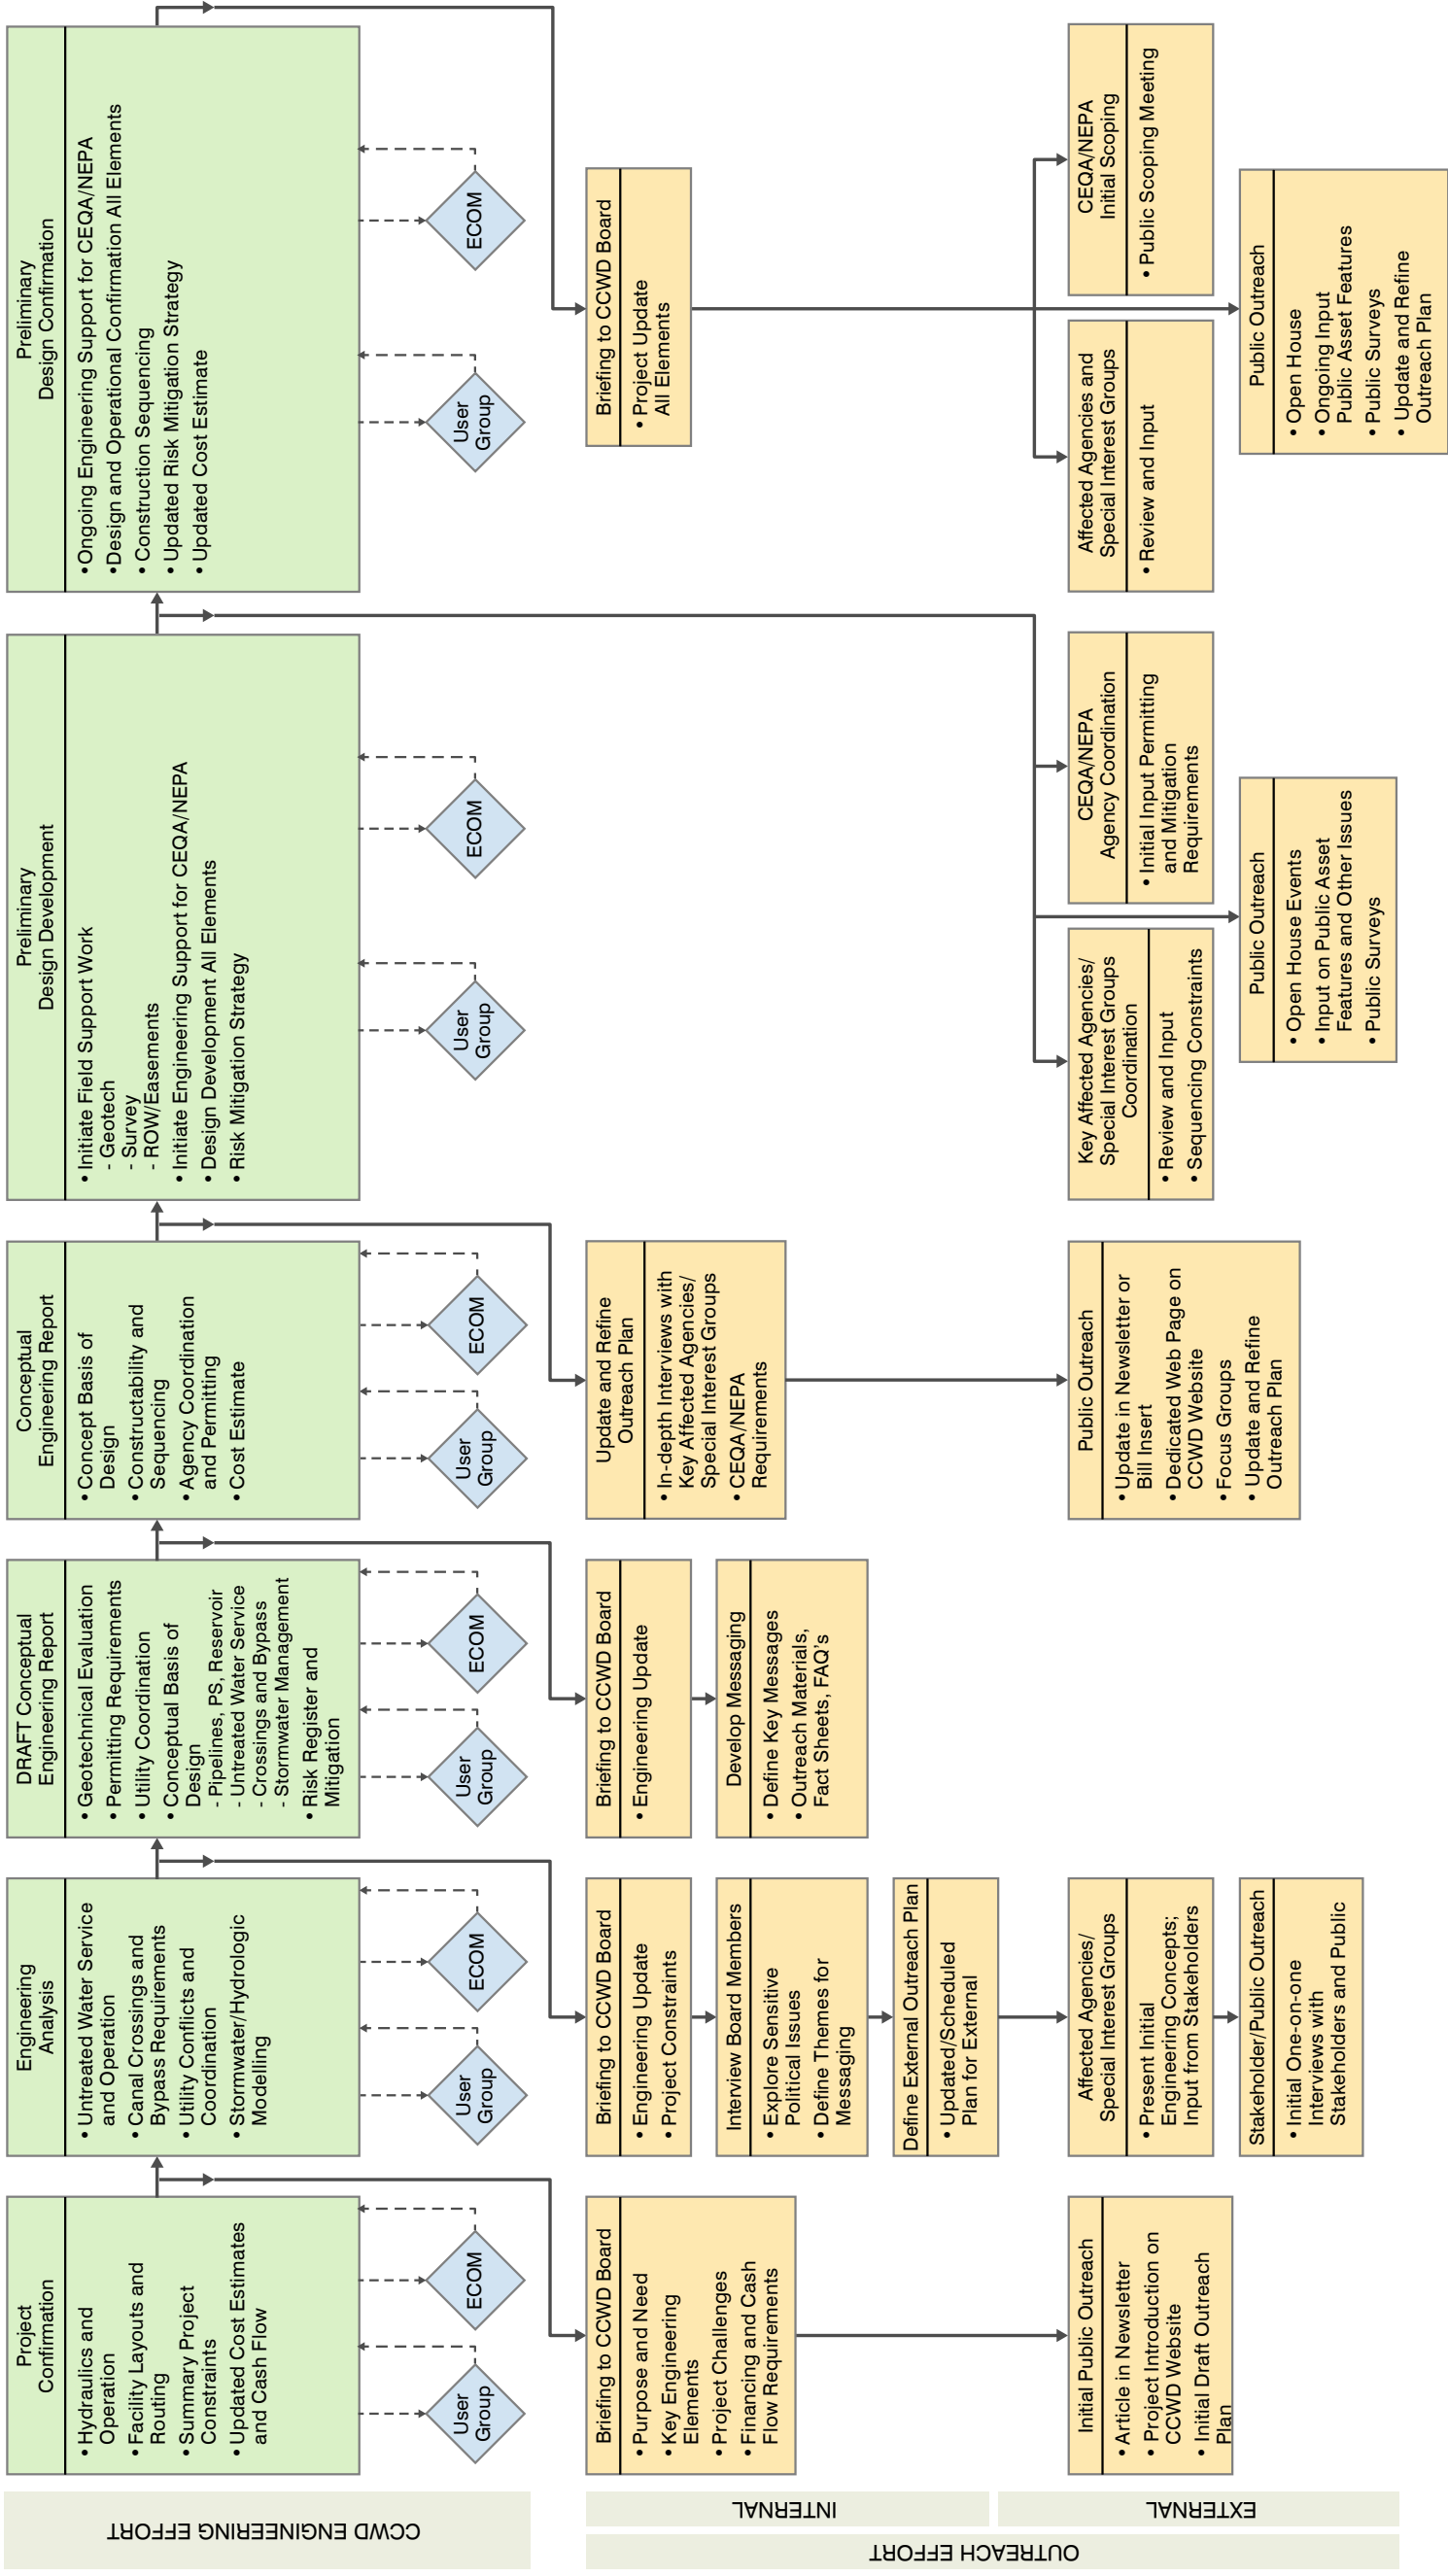 CCWD ENGINEERING EFFORT
Project
Confirmation
• Hydraulics and
Operation
• Facility Layouts and
Routing
• Summary Project
Constraints
• Updated Cost Estimates
and Cash Flow
User
Group
ECOM
Engineering
Analysis
• Untreated Water Service
and Operation
• Canal Crossings and
Bypass Requirements
• Utility Conflicts and
Coordination
• Stormwater/Hydrologic
Modelling
User
Group
ECOM
DRAFT Conceptual
Engineering Report
• Geotechnical Evaluation
• Permitting Requirements
• Utility Coordination
• Conceptual Basis of
Design
- Pipelines, PS, Reservoir
- Untreated Water Service
- Crossings and Bypass
- Stormwater Management
• Risk Register and
Mitigation
User
Group
ECOM
Conceptual
Engineering Report
• Concept Basis of
Design
• Constructability and
Sequencing
• Agency Coordination
and Permitting
• Cost Estimate
User
Group
ECOM
Preliminary
Design Development
• Initiate Field Support Work
- Geotech
- Survey
- ROW/Easements
• Initiate Engineering Support for CEQA/NEPA
• Design Development All Elements
• Risk Mitigation Strategy
User
Group
ECOM
Preliminary
Design Confirmation
• Ongoing Engineering Support for CEQA/NEPA
• Design and Operational Confirmation All Elements
• Construction Sequencing
• Updated Risk Mitigation Strategy
• Updated Cost Estimate
User
Group
ECOM
OUTREACH EFFORT
INTERNAL
Briefing to CCWD Board
• Purpose and Need
• Key Engineering
Elements
• Project Challenges
• Financing and Cash
Flow Requirements
Briefing to CCWD Board
• Engineering Update
• Project Constraints
Interview Board Members
• Explore Sensitive
Political Issues
• Define Themes for
Messaging
Define External Outreach Plan
• Updated/Scheduled
Plan for External
Briefing to CCWD Board
• Engineering Update
Develop Messaging
• Define Key Messages
• Outreach Materials,
Fact Sheets, FAQ's
Update and Refine
Outreach Plan
• In-depth Interviews with
Key Affected Agencies/
Special Interest Groups
• CEQA/NEPA
Requirements
Briefing to CCWD Board
• Project Update
All Elements
EXTERNAL
Initial Public Outreach
• Article in Newsletter
• Project Introduction on
CCWD Website
• Initial Draft Outreach
Plan
Affected Agencies/
Special Interest Groups
• Present Initial
Engineering Concepts;
Input from Stakeholders
Stakeholder/Public Outreach
• Initial One-on-one
Interviews with
Stakeholders and Public
Public Outreach
• Update in Newsletter or
Bill Insert
• Dedicated Web Page on
CCWD Website
• Focus Groups
• Update and Refine
Outreach Plan
Key Affected Agencies/
Special Interest Groups
Coordination
• Review and Input
• Sequencing Constraints
CEQA/NEPA
Agency Coordination
• Initial Input Permitting
and Mitigation
Requirements
Public Outreach
• Open House Events
• Input on Public Asset
Features and Other Issues
• Public Surveys
Affected Agencies and
Special Interest Groups
• Review and Input
CEQA/NEPA
Initial Scoping
• Public Scoping Meeting
Public Outreach
• Open House
• Ongoing Input
Public Asset Features
• Public Surveys
• Update and Refine
Outreach Plan